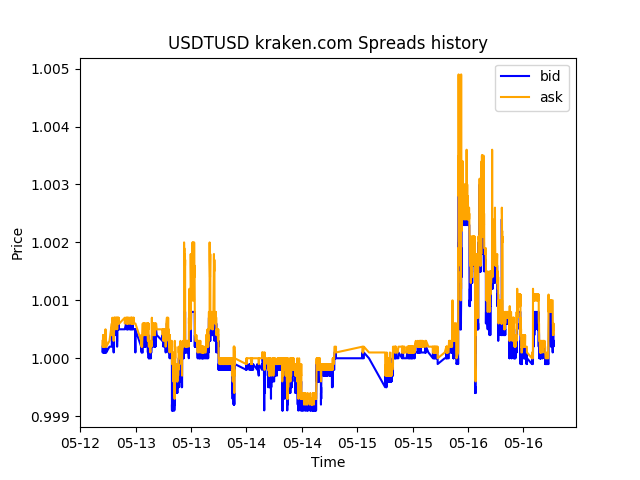 USDTUSD kraken.com Spreads history
bid
ask
Price
1.005
1.004
1.003
1.002
1.001
1.000
0.999
05-12 05-13 05-13 05-14 05-14 05-15 05-15 05-16 05-16
Time